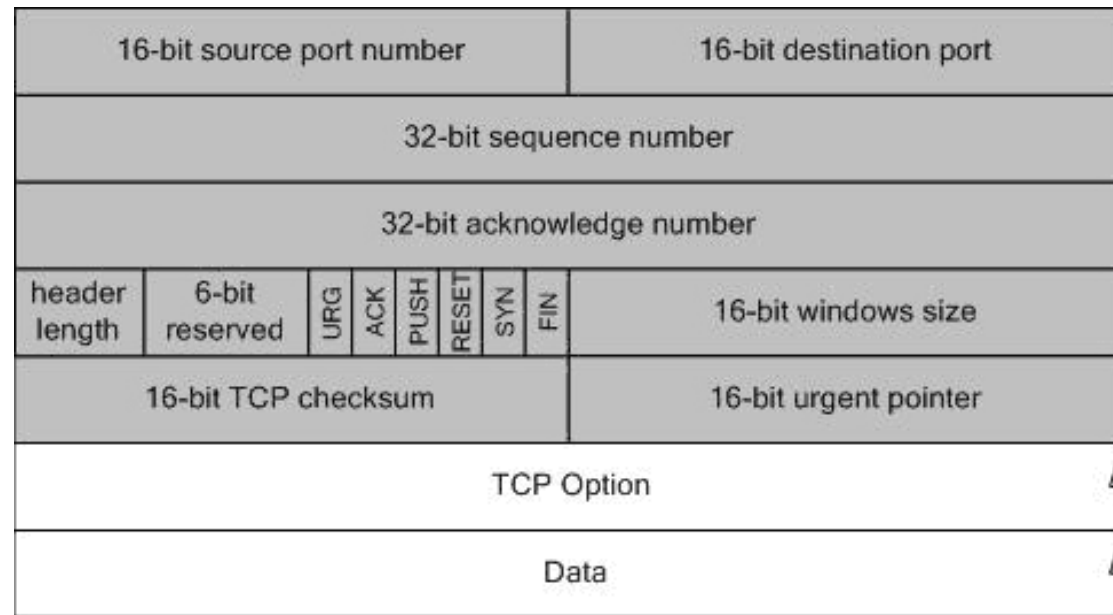 16-bit source port number
16-bit destination port
32-bit sequence number
32-bit acknowledge number
header
length
6-bit
reserved
URG
ACK
PUSH
RESET
SYN
FIN
16-bit windows size
16-bit TCP checksum
16-bit urgent pointer
TCP Option
Data